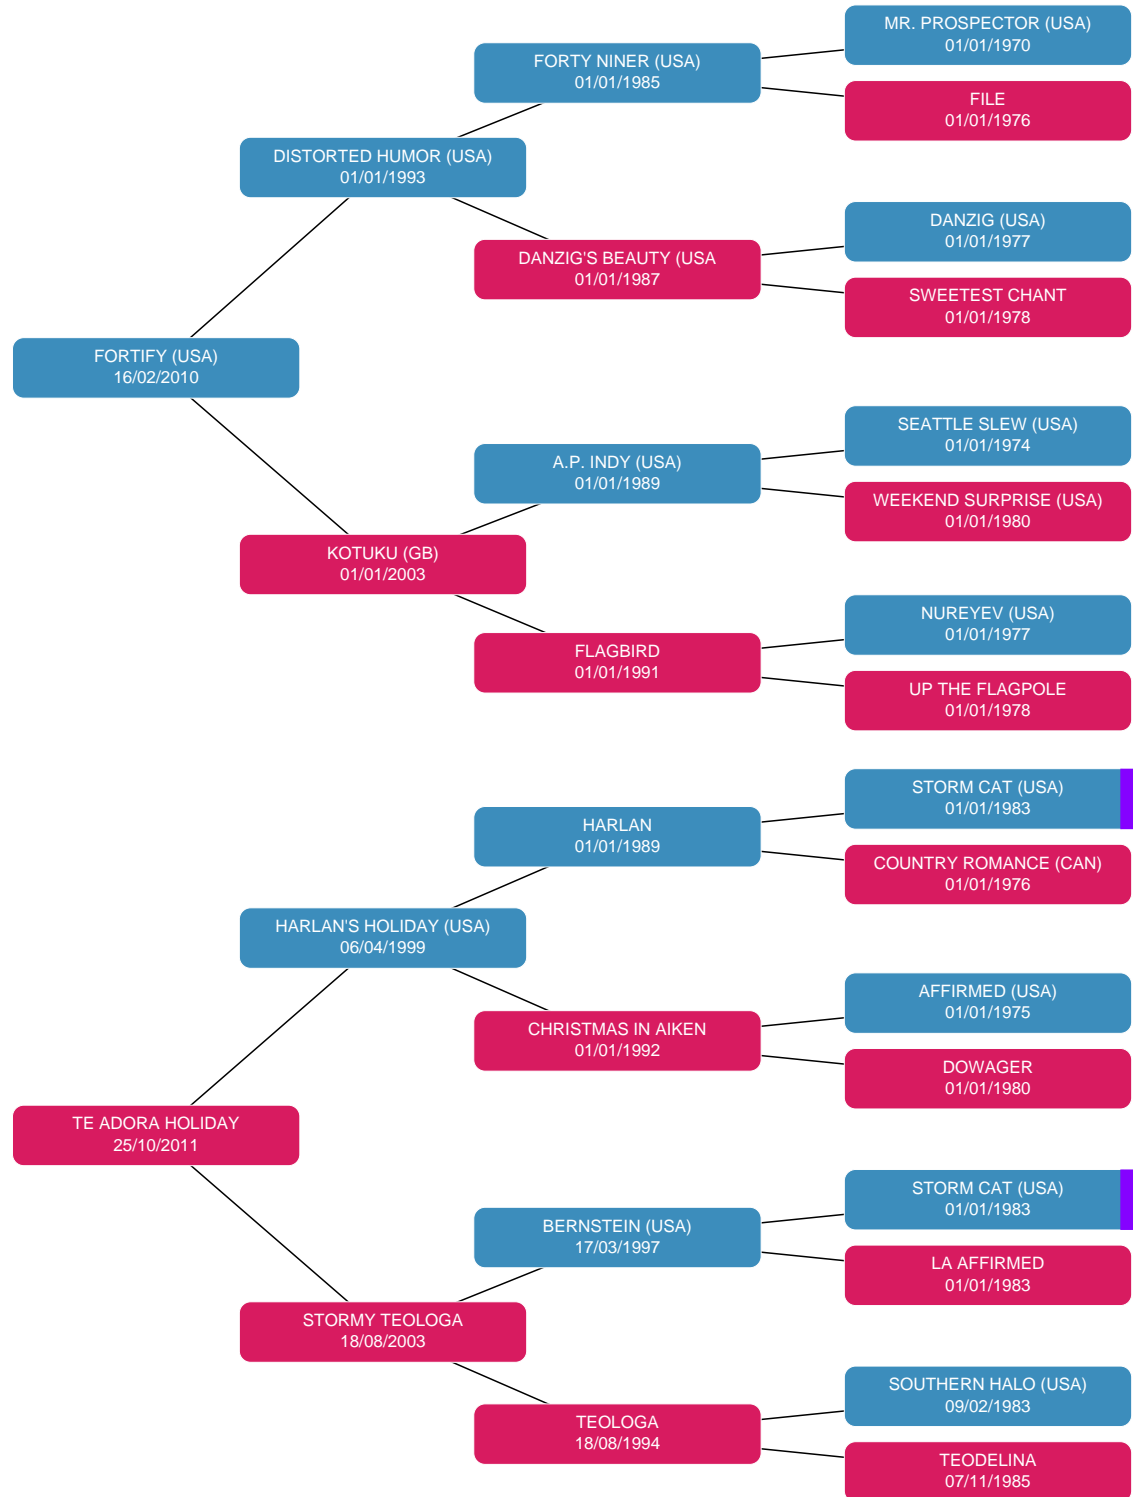 MR. PROSPECTOR (USA)
01/01/1970
FORTY NINER (USA)
01/01/1985
FILE
01/01/1976
DISTORTED HUMOR (USA)
01/01/1993
DANZIG (USA)
01/01/1977
DANZIG'S BEAUTY (USA
01/01/1987
SWEETEST CHANT
01/01/1978
FORTIFY (USA)
16/02/2010
SEATTLE SLEW (USA)
01/01/1974
A.P. INDY (USA)
01/01/1989
WEEKEND SURPRISE (USA)
01/01/1980
KOTUKU (GB)
01/01/2003
NUREYEV (USA)
01/01/1977
FLAGBIRD
01/01/1991
UP THE FLAGPOLE
01/01/1978
STORM CAT (USA)
01/01/1983
HARLAN
01/01/1989
COUNTRY ROMANCE (CAN)
01/01/1976
HARLAN'S HOLIDAY (USA)
06/04/1999
AFFIRMED (USA)
01/01/1975
CHRISTMAS IN AIKEN
01/01/1992
DOWAGER
01/01/1980
TE ADORA HOLIDAY
25/10/2011
STORM CAT (USA)
01/01/1983
BERNSTEIN (USA)
17/03/1997
LA AFFIRMED
01/01/1983
STORMY TEOLOGA
18/08/2003
SOUTHERN HALO (USA)
09/02/1983
TEOLOGA
18/08/1994
TEODELINA
07/11/1985